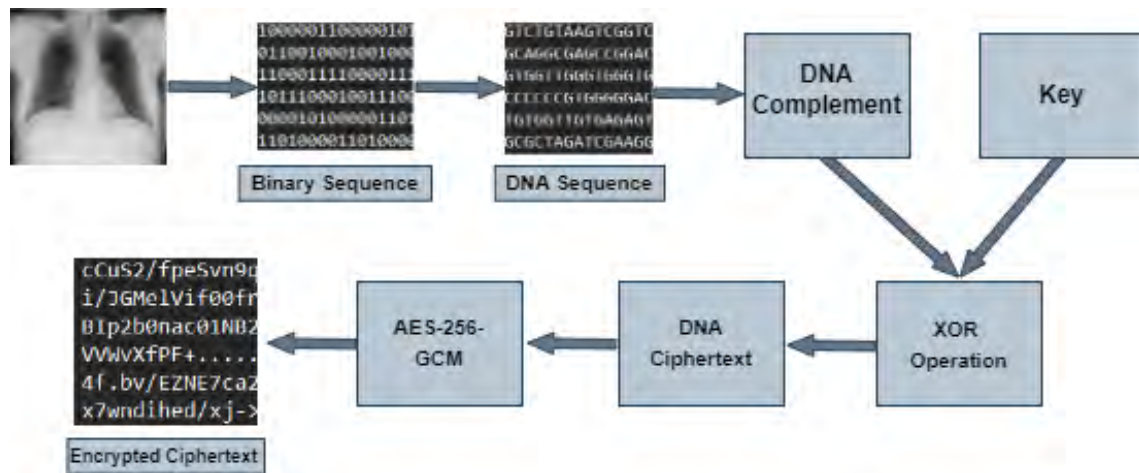 1000001100000101
0110010001001000
1100011110000111
1011100010011100
0000101000001101
1101000011010000
Binary Sequence
GTCTGTAAGTCGGTC
GCAGGCGAGCCGGAC
GTGGTTGGGTGGGTG
CCCCCCGTGGGGGAC
TGTGGTTGTGAGAGT
GCGCTAGATCGAAGG
DNA Sequence
DNA
Complement
Key
XOR
Operation
DNA
Ciphertext
AES-256-
GCM
cCuS2/fpeSvn9q
i/JGMelVif00fr
BIp2b0nac01NB2
VVWvXfPF+.....
4f.bv/EZNE7ca2
x7wndihed/xj->
Encrypted Ciphertext